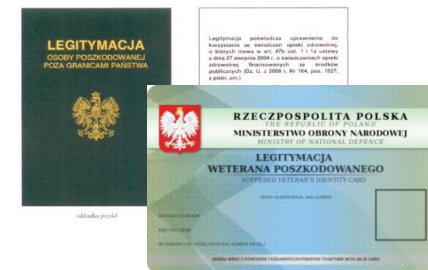 LEGITYMACJA
OSOBY POSZKODOWANEJ
POZA GRANICAMI PAŃSTWA
okładka przód
Legitymacja poświadcza uprawnienia do
korzystania ze świadczeń opieki zdrowotnej,
o których mowa w art. 47b ust. 1 i 1a ustawy
z dnia 27 sierpnia 2004 r. o świadczeniach opieki
zdrowotnej finansowanych ze środków
publicznych (Dz. U. z 2008 r. Nr 164, poz. 1027,
z późn. zm.)
RZECZPOSPOLITA POLSKA
THE REPUBLIC OF POLAND
MINISTERSTWO OBRONY NARODOWEJ
MINISTRY OF NATIONAL DEFENCE
LEGITYMACJA
WETERANA POSZKODOWANEGO
SUFFERED VETERAN'S IDENTITY CARD